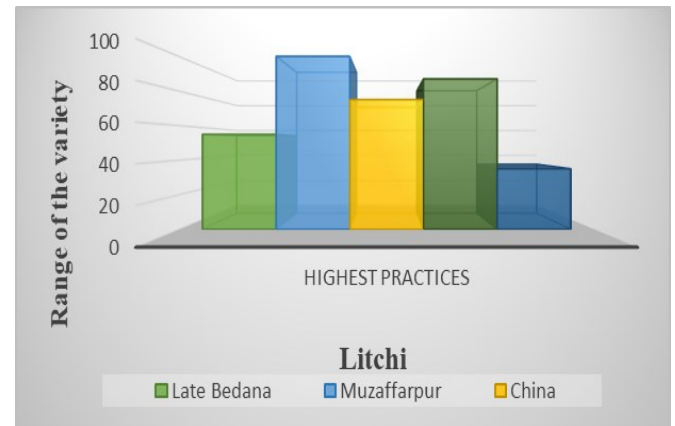 100
80
60
40
20
0
Range of the variety
HIGHEST PRACTICES
Litchi
Late Bedana Muzaffarpur China